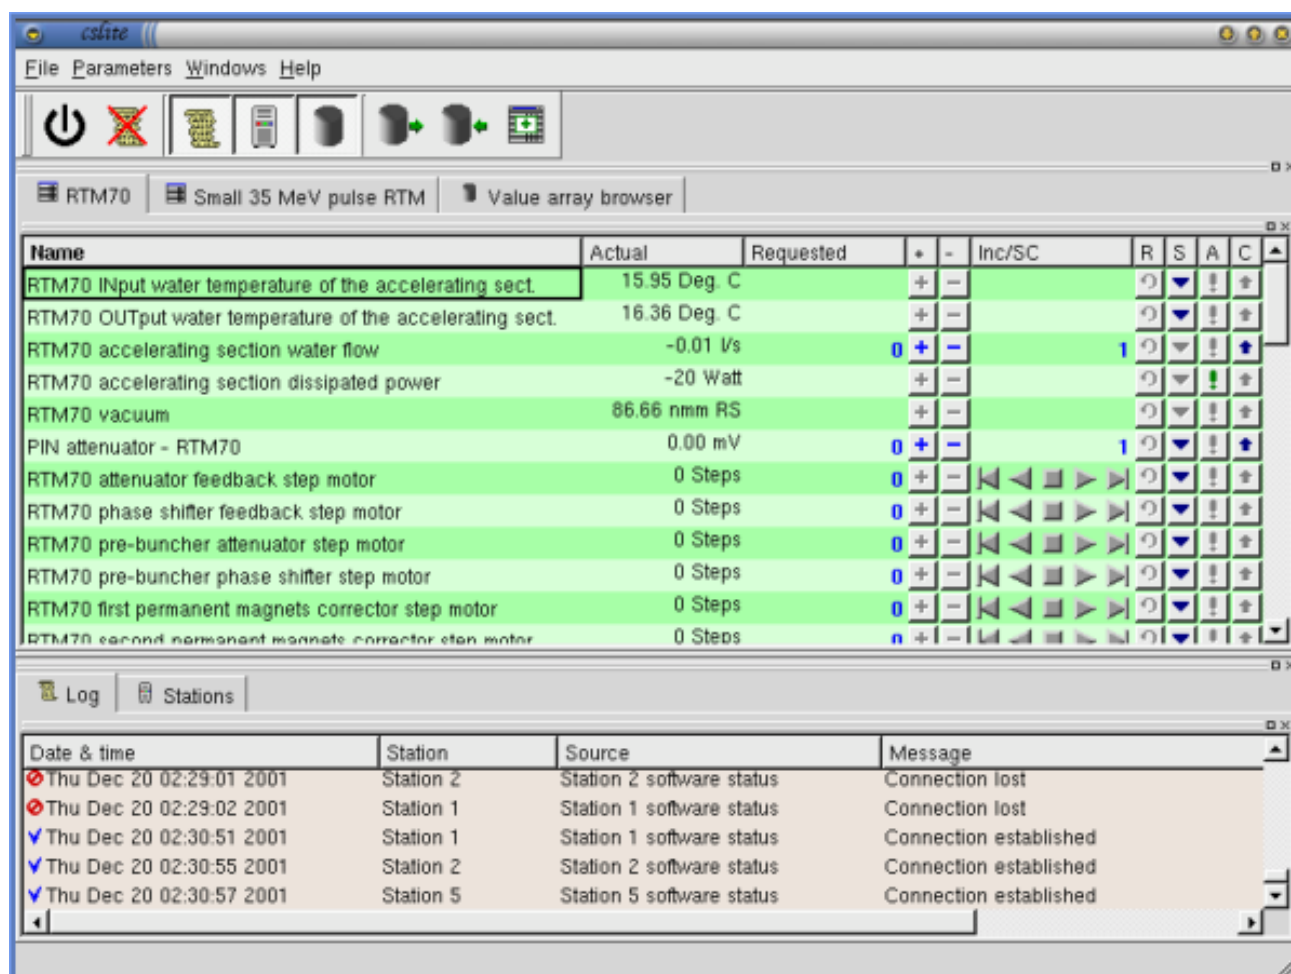 cslite
File Parameters Windows Help
RTM70 Small 35 MeV pulse RTM Value array browser
Name Actual Requested + - Inc/SC R S A C
RTM70 INput water temperature of the accelerating sect. 15.95 Deg. C + -
RTM70 OUTput water temperature of the accelerating sect. 16.36 Deg. C + -
RTM70 accelerating section water flow -0.01 l/s 0 + - 1
RTM70 accelerating section dissipated power -20 Watt + -
RTM70 vacuum 86.66 nmm RS + -
PIN attenuator - RTM70 0.00 mV 0 + - 1
RTM70 attenuator feedback step motor 0 Steps 0 + -
RTM70 phase shifter feedback step motor 0 Steps 0 + -
RTM70 pre-buncher attenuator step motor 0 Steps 0 + -
RTM70 pre-buncher phase shifter step motor 0 Steps 0 + -
RTM70 first permanent magnets corrector step motor 0 Steps 0 + -
RTM70 second permanent magnets corrector step motor 0 Steps 0 + -
Log Stations
Date & time Station Source Message
Thu Dec 20 02:29:01 2001 Station 2 Station 2 software status Connection lost
Thu Dec 20 02:29:02 2001 Station 1 Station 1 software status Connection lost
Thu Dec 20 02:30:51 2001 Station 1 Station 1 software status Connection established
Thu Dec 20 02:30:55 2001 Station 2 Station 2 software status Connection established
Thu Dec 20 02:30:57 2001 Station 5 Station 5 software status Connection established